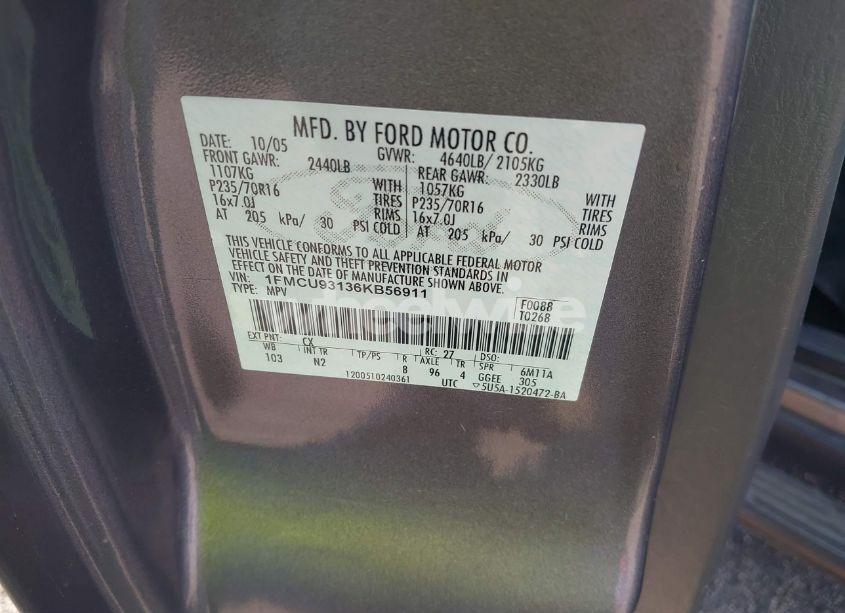 MFD. BY FORD MOTOR CO.
DATE: 10/05 GVWR: 4640LB/ 2105KG
FRONT GAWR: 2440LB REAR GAWR: 2330LB
1107KG WITH 1057KG WITH
P235/70R16 TIRES P235/70R16 TIRES
16x7.0J RIMS 16x7.0J RIMS
AT 205 kPa/ 30 PSI COLD AT 205 kPa/ 30 PSI COLD
THIS VEHICLE CONFORMS TO ALL APPLICABLE FEDERAL MOTOR
VEHICLE SAFETY AND THEFT PREVENTION STANDARDS IN
EFFECT ON THE DATE OF MANUFACTURE SHOWN ABOVE.
VIN: 1FMCU93136KB56911 F0088
TYPE: MPV T0268
EXT PNT: CX RC: 27 DSO:
WB INT TR TP/PS R AXLE TR SPR 6M11A
103 N2 8 96 4 GGEE 305
1200510240361 UTC ▽5U5A-1520472-BA